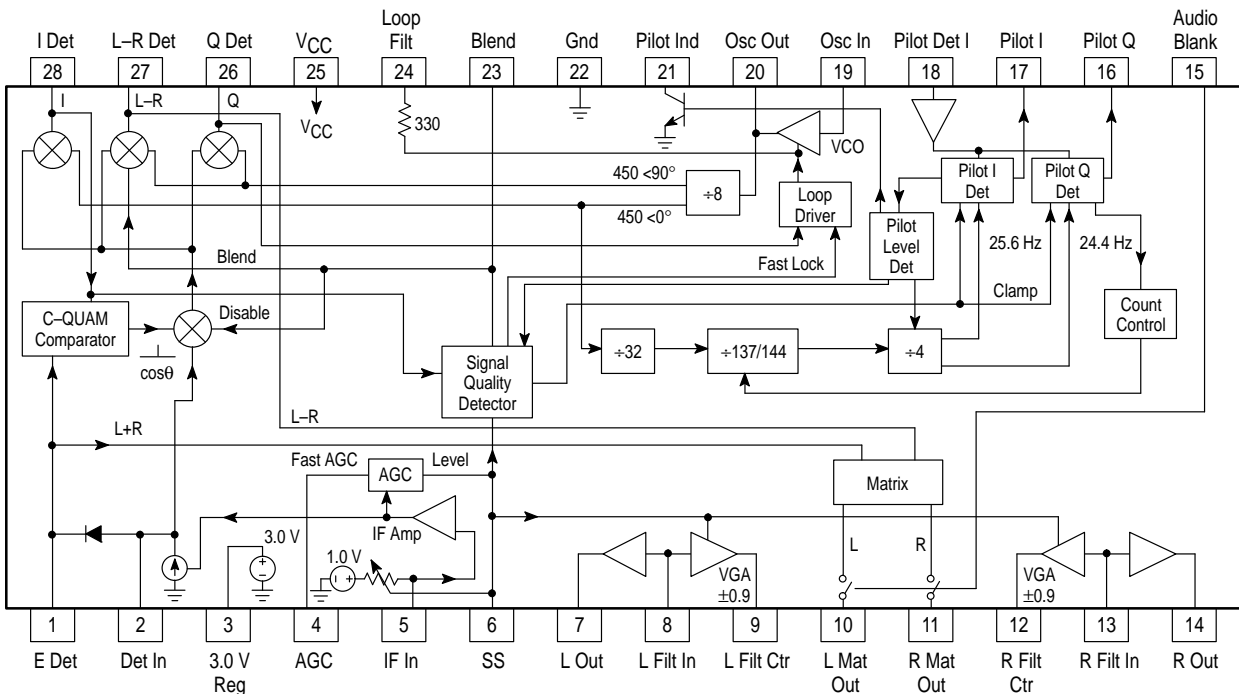 I Det
L–R Det
Q Det
VCC
Loop
Filt
Blend
Gnd
Pilot Ind
Osc Out
Osc In
Pilot Det I
Pilot I
Pilot Q
Audio
Blank
28
27
26
25
24
23
22
21
20
19
18
17
16
15
I
L–R
Q
VCC
330
VCO
450 <90°
450 <0°
÷8
Loop
Driver
Pilot
Level
Det
Pilot I
Det
Pilot Q
Det
25.6 Hz
24.4 Hz
Blend
Fast Lock
Clamp
Count
Control
C–QUAM
Comparator
Disable
cosθ
Signal
Quality
Detector
÷32
÷137/144
÷4
L–R
L+R
Fast AGC
AGC
Level
Matrix
IF Amp
3.0 V
1.0 V
L
R
VGA
±0.9
VGA
±0.9
1
2
3
4
5
6
7
8
9
10
11
12
13
14
E Det
Det In
3.0 V
Reg
AGC
IF In
SS
L Out
L Filt In
L Filt Ctr
L Mat
Out
R Mat
Out
R Filt
Ctr
R Filt In
R Out